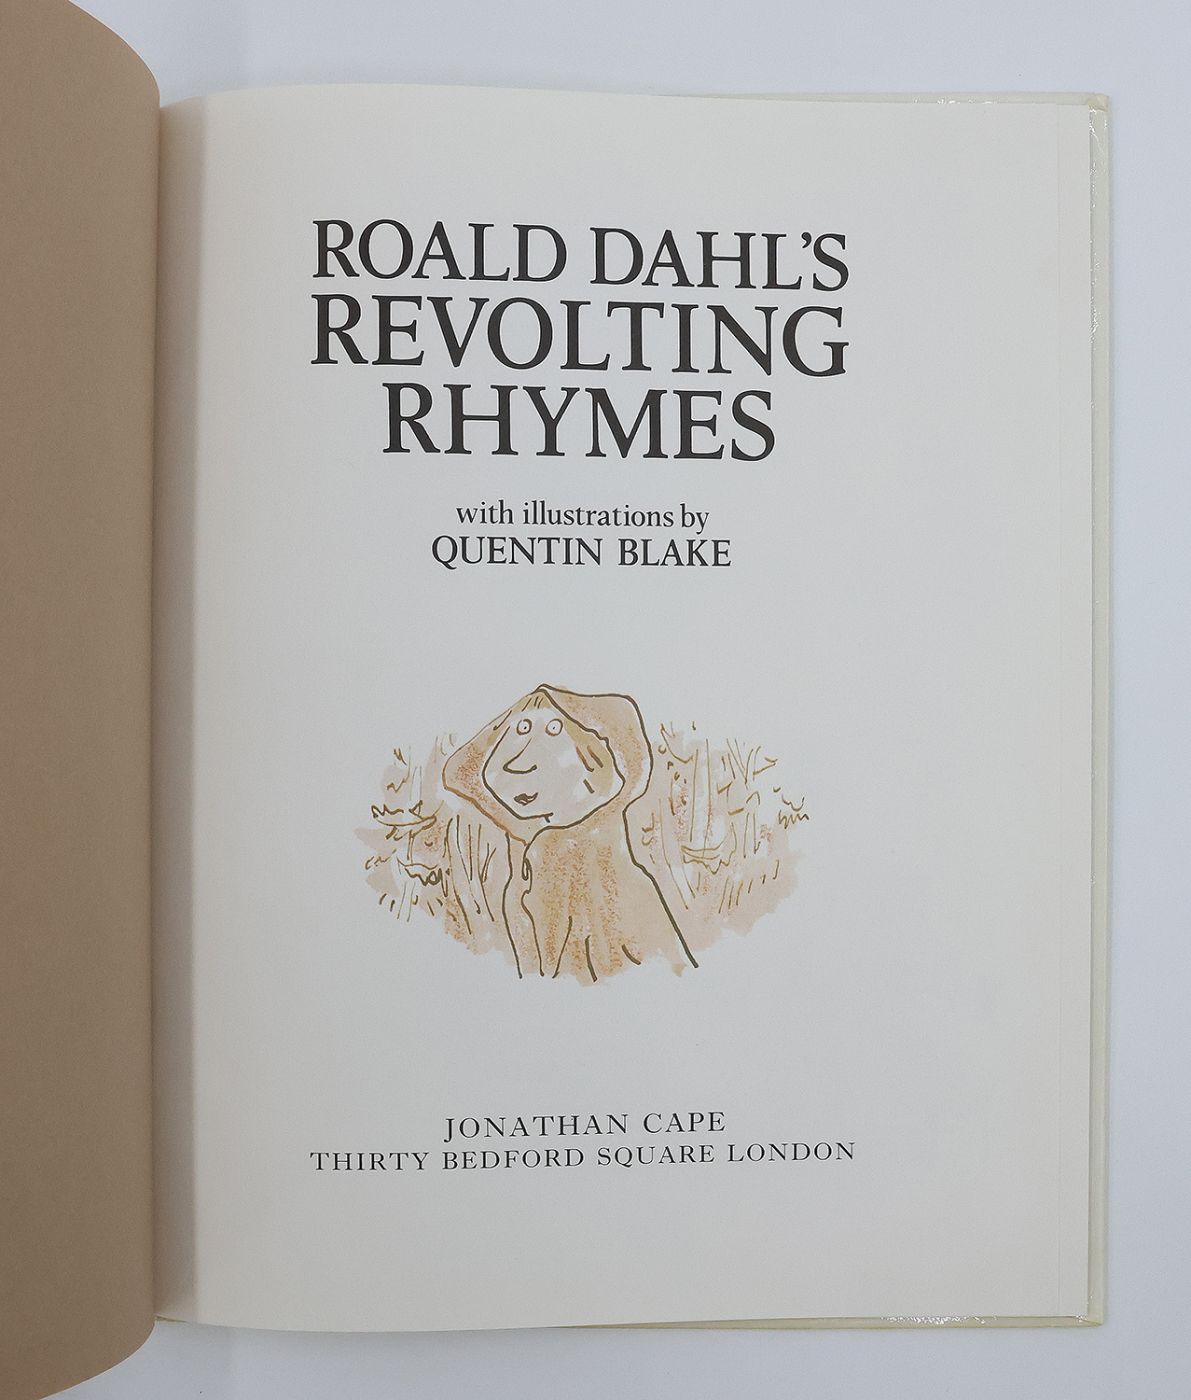 ROALD DAHL'S
REVOLTING
RHYMES
with illustrations by
QUENTIN BLAKE
JONATHAN CAPE
THIRTY BEDFORD SQUARE LONDON